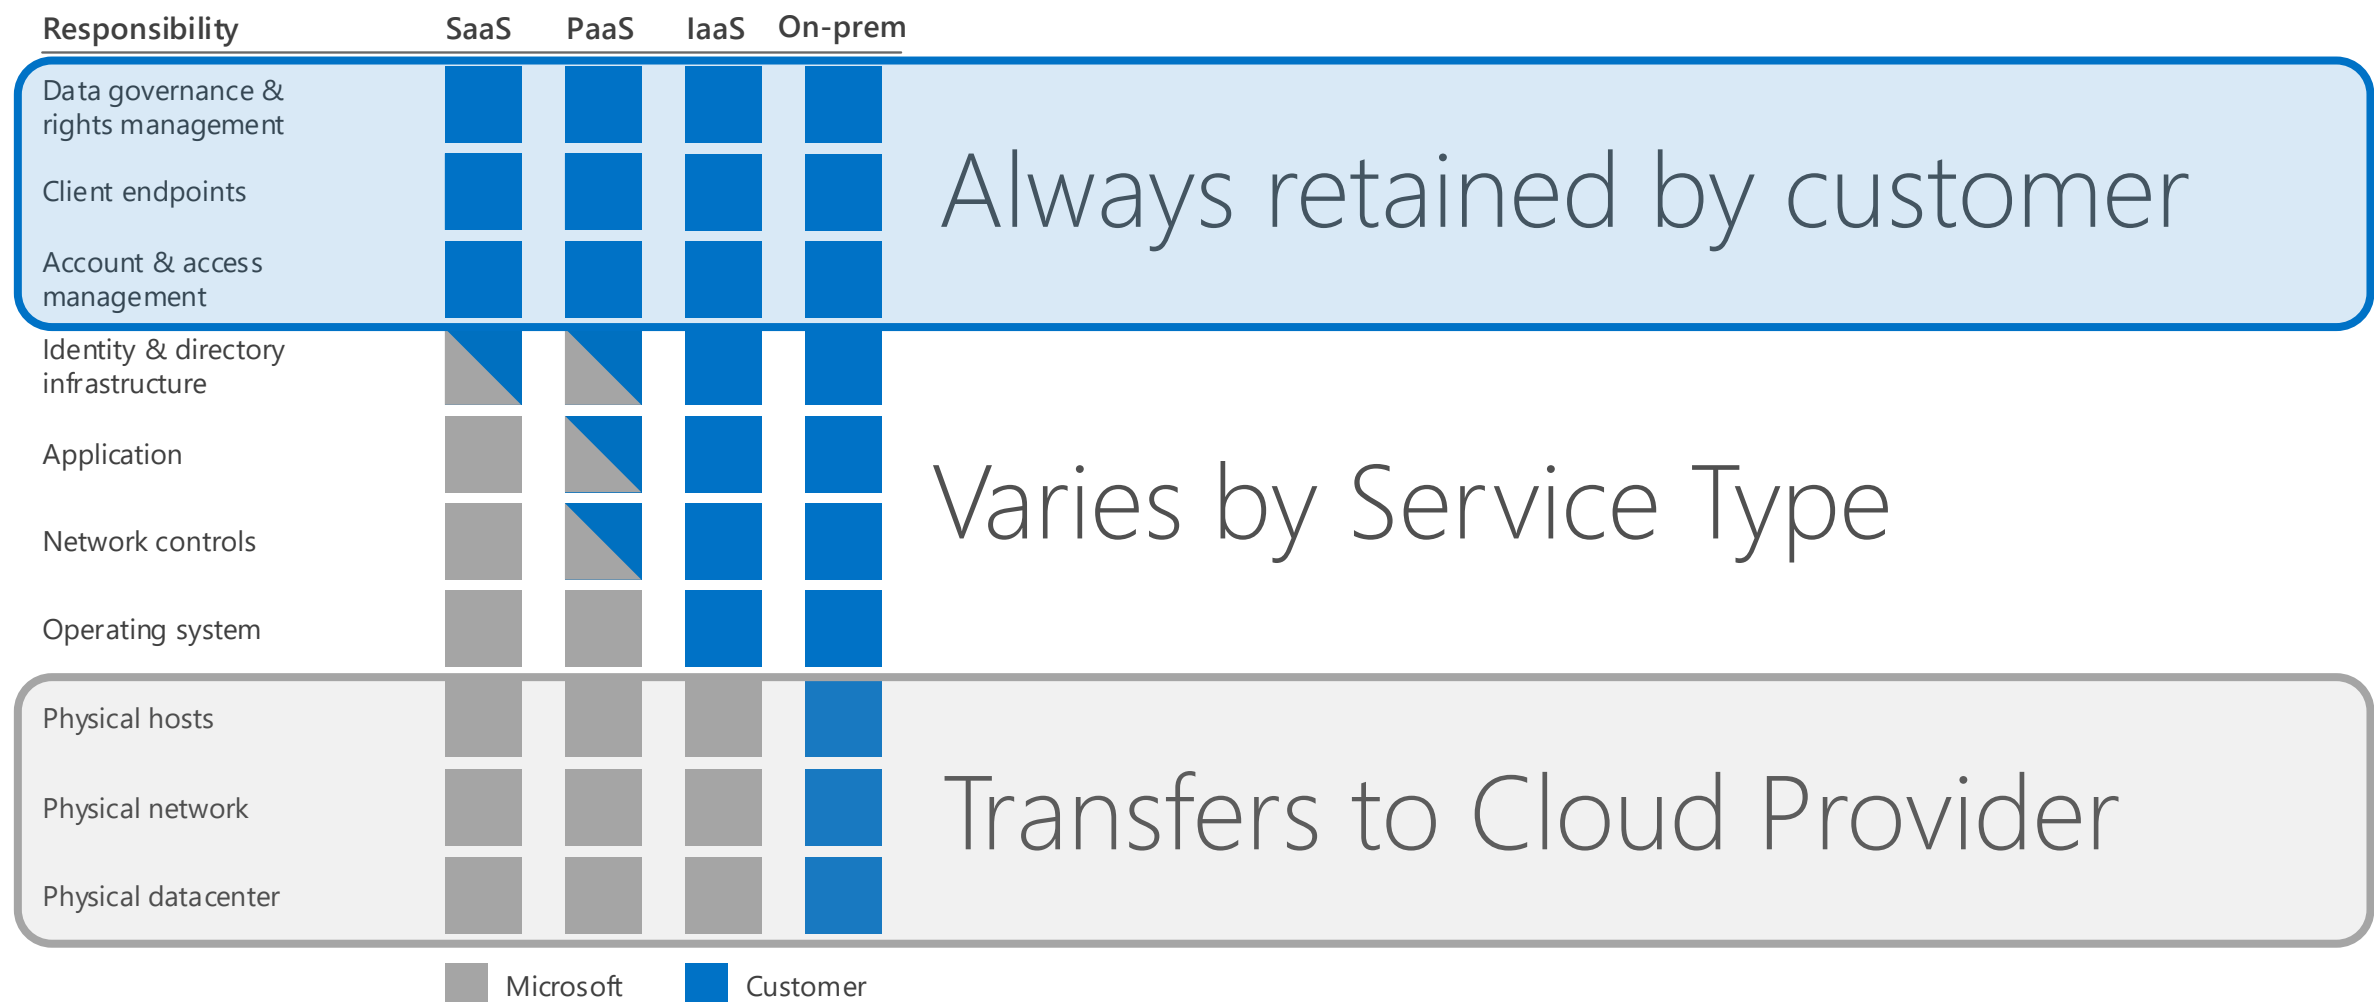 Responsibility SaaS PaaS IaaS On-prem
Data governance &
rights management
Client endpoints
Account & access
management
Always retained by customer
Identity & directory
infrastructure
Application
Network controls
Operating system
Varies by Service Type
Physical hosts
Physical network
Physical datacenter
Transfers to Cloud Provider
Microsoft Customer